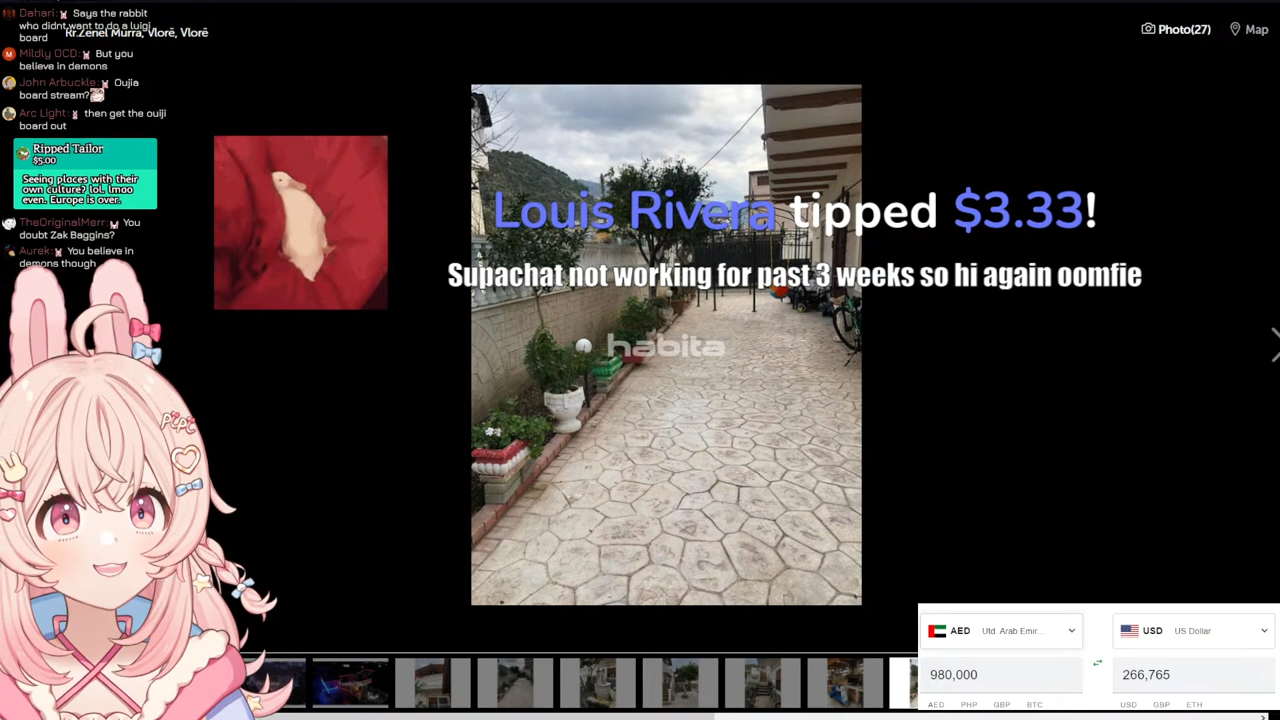 Dahari: Says the rabbit
who didnt want to do a luigi
board
Rr.Zenel Murra, Vlorë, Vlorë
Mildly OCD: But you
believe in demons
John Arbuckle: Oujia
board stream?
Arc Light: then get the ouiji
board out
Ripped Tailor
$5.00
Seeing places with their
own culture? lol. lmao
even. Europe is over.
TheOriginalMerr: You
doubt Zak Baggins?
Aurek: You believe in
demons though
Photo(27)
Map
Louis Rivera tipped $3.33!
Supachat not working for past 3 weeks so hi again oomfie
habita
Pipi
AED Utd. Arab Emir...
USD US Dollar
980,000
266,765
AED PHP GBP BTC
USD GBP ETH